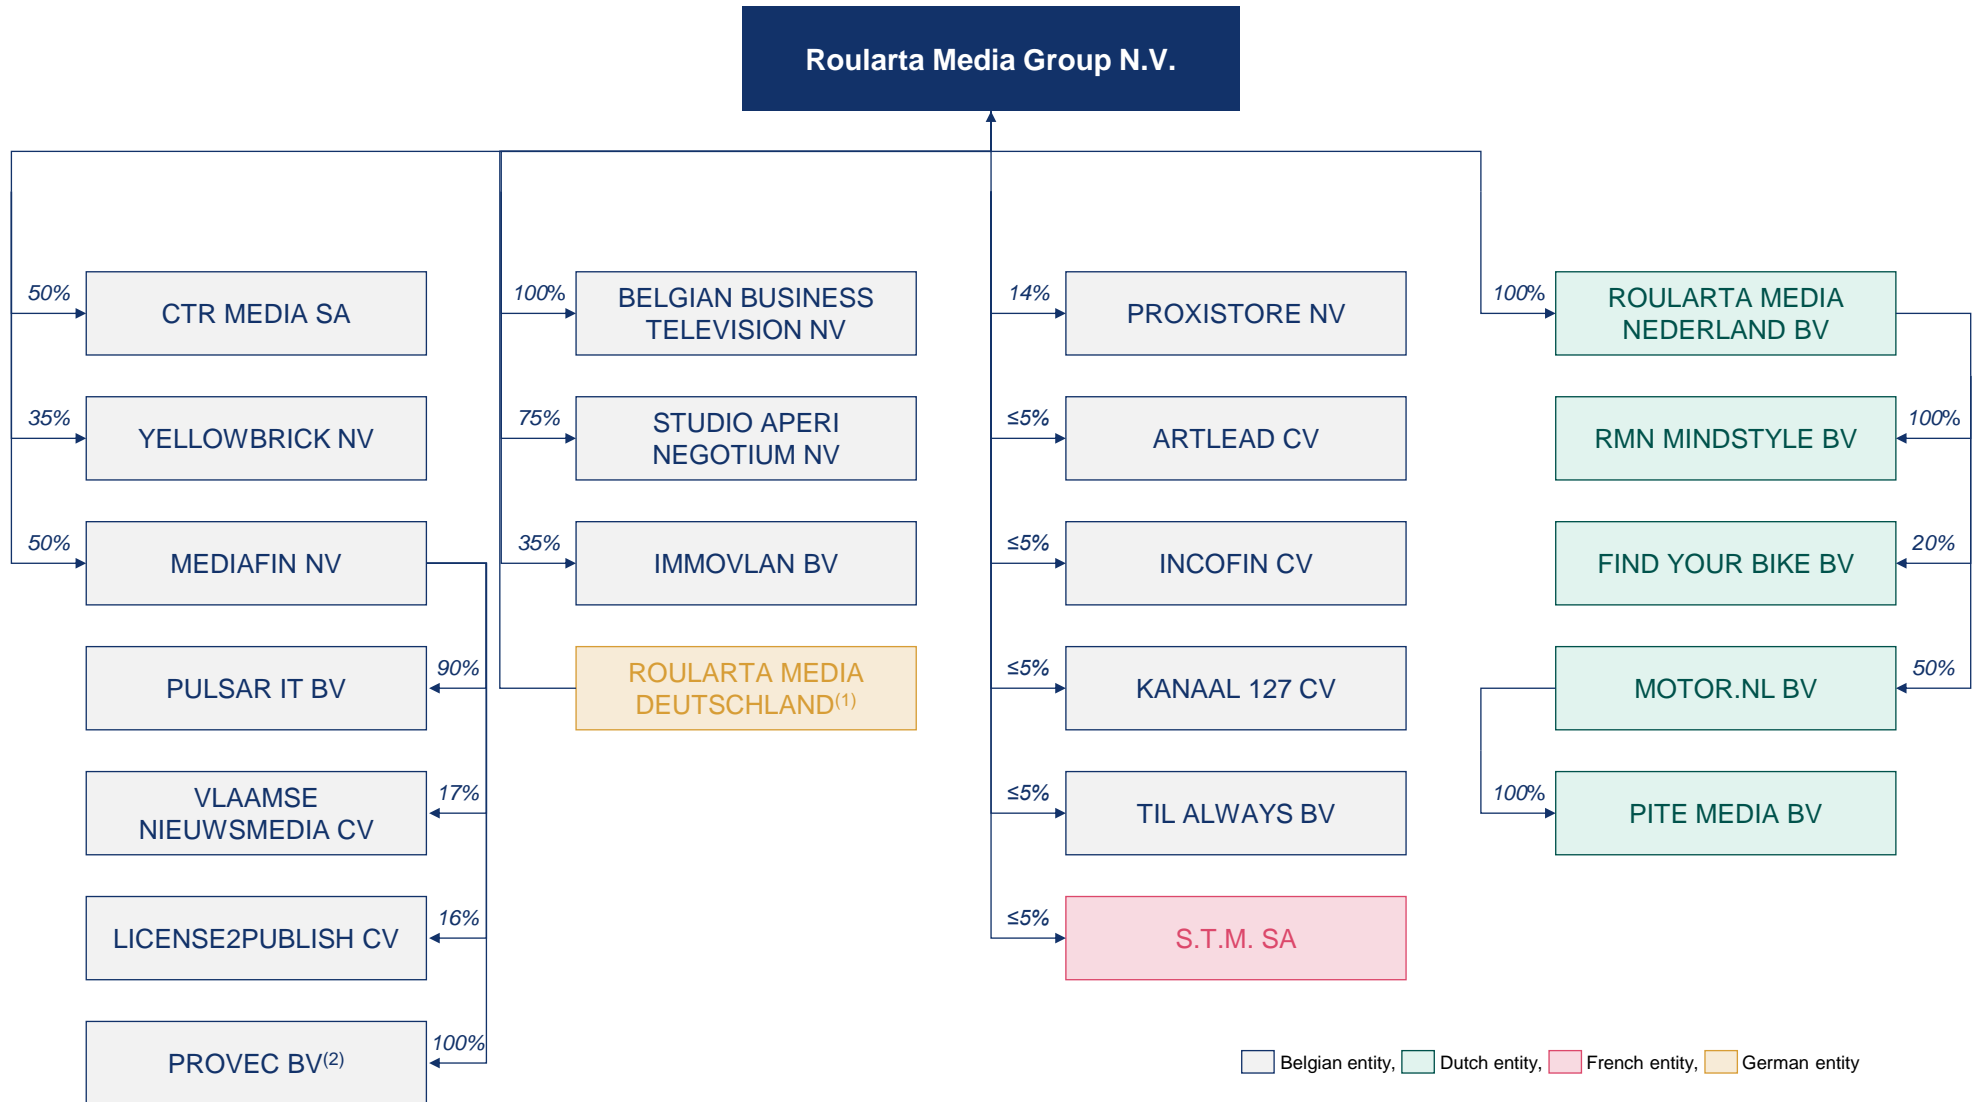 Roularta Media Group N.V.
50%
CTR MEDIA SA
35%
YELLOWBRICK NV
50%
MEDIAFIN NV
90%
PULSAR IT BV
17%
VLAAMSE
NIEUWSMEDIA CV
16%
LICENSE2PUBLISH CV
100%
PROVEC BV(2)
100%
BELGIAN BUSINESS
TELEVISION NV
75%
STUDIO APERI
NEGOTIUM NV
35%
IMMOVLAN BV
ROULARTA MEDIA
DEUTSCHLAND(1)
14%
PROXISTORE NV
≤5%
ARTLEAD CV
≤5%
INCOFIN CV
≤5%
KANAAL 127 CV
≤5%
TIL ALWAYS BV
≤5%
S.T.M. SA
100%
ROULARTA MEDIA
NEDERLAND BV
100%
RMN MINDSTYLE BV
20%
FIND YOUR BIKE BV
50%
MOTOR.NL BV
100%
PITE MEDIA BV
Belgian entity, Dutch entity, French entity, German entity